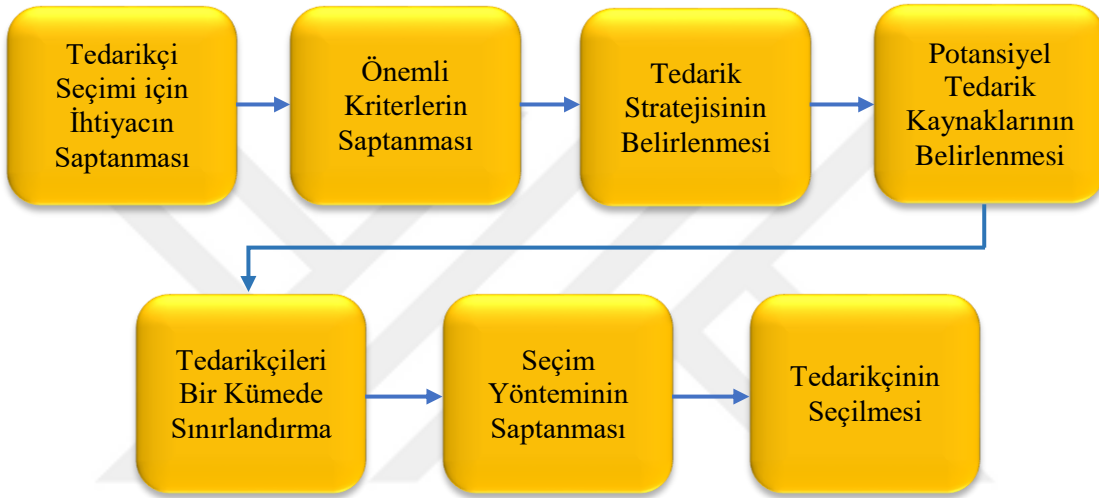 Tedarikçi
Seçimi için
İhtiyacın
Saptanması
Önemli
Kriterlerin
Saptanması
Tedarik
Stratejisinin
Belirlenmesi
Potansiyel
Tedarik
Kaynaklarının
Belirlenmesi
Tedarikçileri
Bir Kümede
Sınırlandırma
Seçim
Yönteminin
Saptanması
Tedarikçinin
Seçilmesi